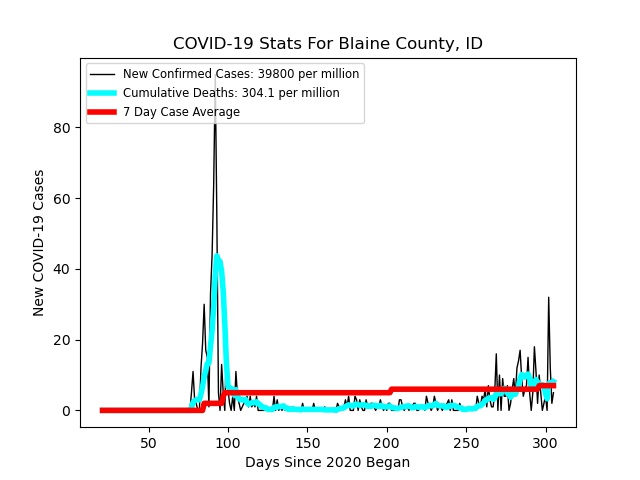 COVID-19 Stats For Blaine County, ID
New Confirmed Cases: 39800 per million
Cumulative Deaths: 304.1 per million
7 Day Case Average
80
60
40
20
0
New COVID-19 Cases
50 100 150 200 250 300
Days Since 2020 Began